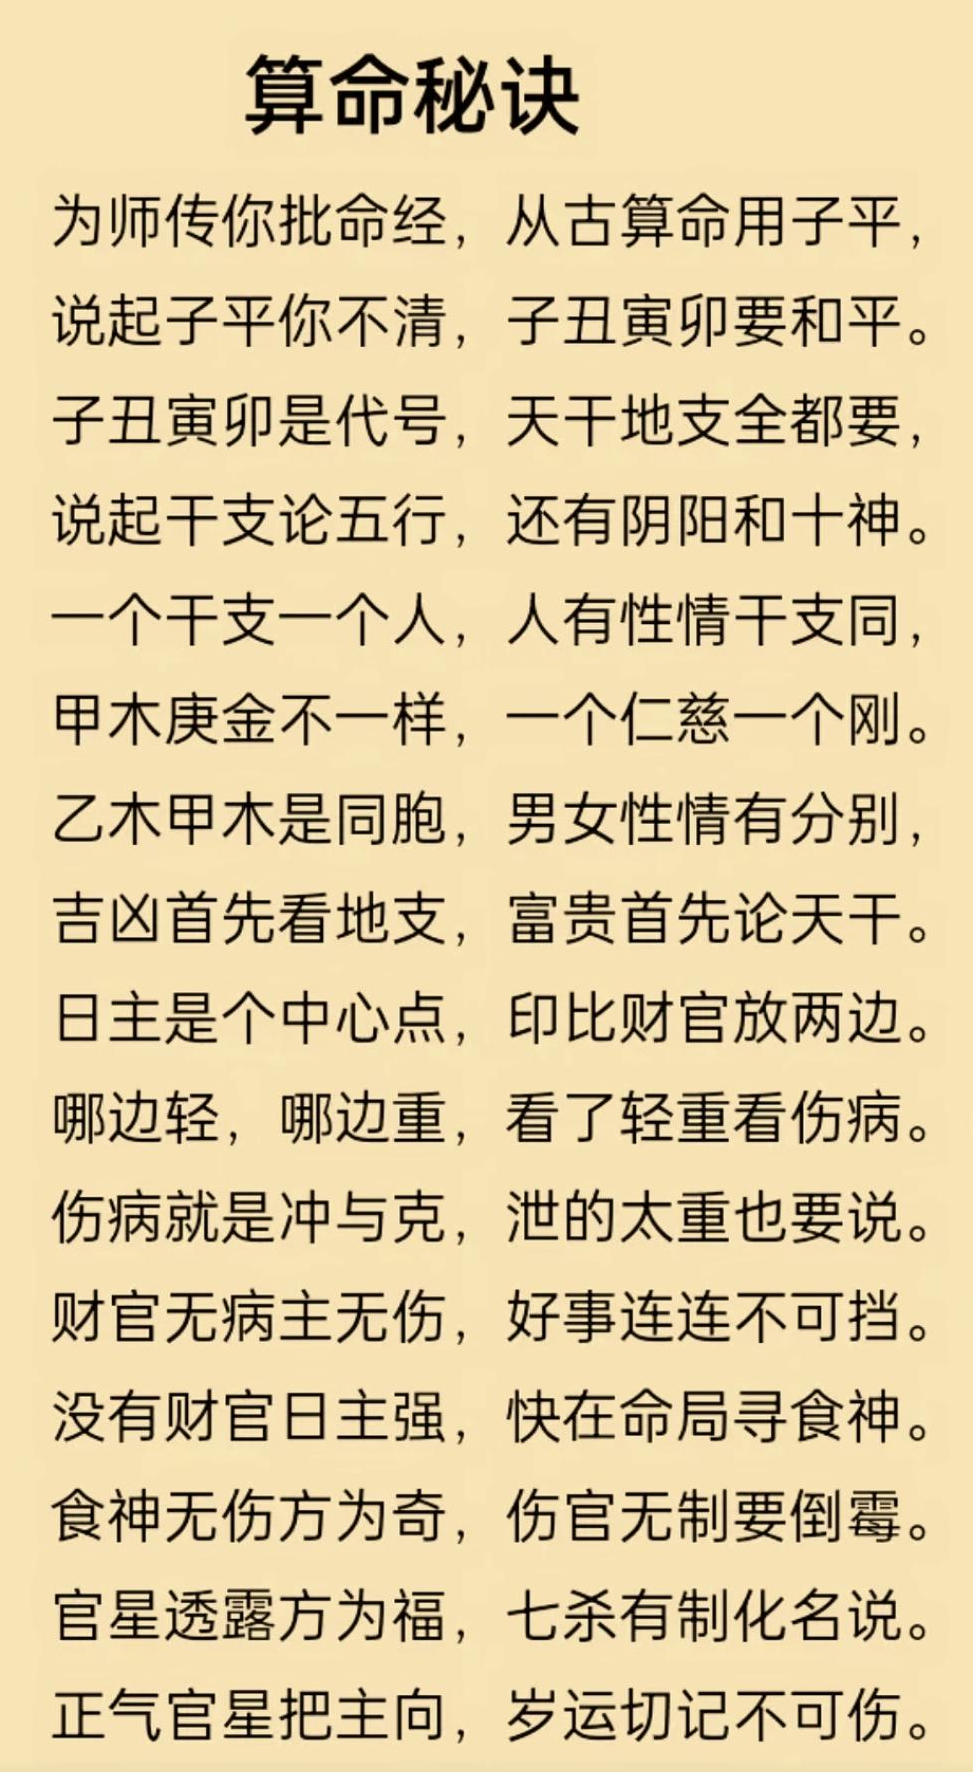 算命秘诀
为师传你批命经，从古算命用子平，
说起子平你不清，子丑寅卯要和平。
子丑寅卯是代号，天干地支全都要，
说起干支论五行，还有阴阳和十神。
一个干支一个人，人有性情干支同，
甲木庚金不一样，一个仁慈一个刚。
乙木甲木是同胞，男女性情有分别，
吉凶首先看地支，富贵首先论天干。
日主是个中心点，印比财官放两边。
哪边轻，哪边重，看了轻重看伤病。
伤病就是冲与克，泄的太重也要说。
财官无病主无伤，好事连连不可挡。
没有财官日主强，快在命局寻食神。
食神无伤方为奇，伤官无制要倒霉。
官星透露方为福，七杀有制化名说。
正气官星把主向，岁运切记不可伤。